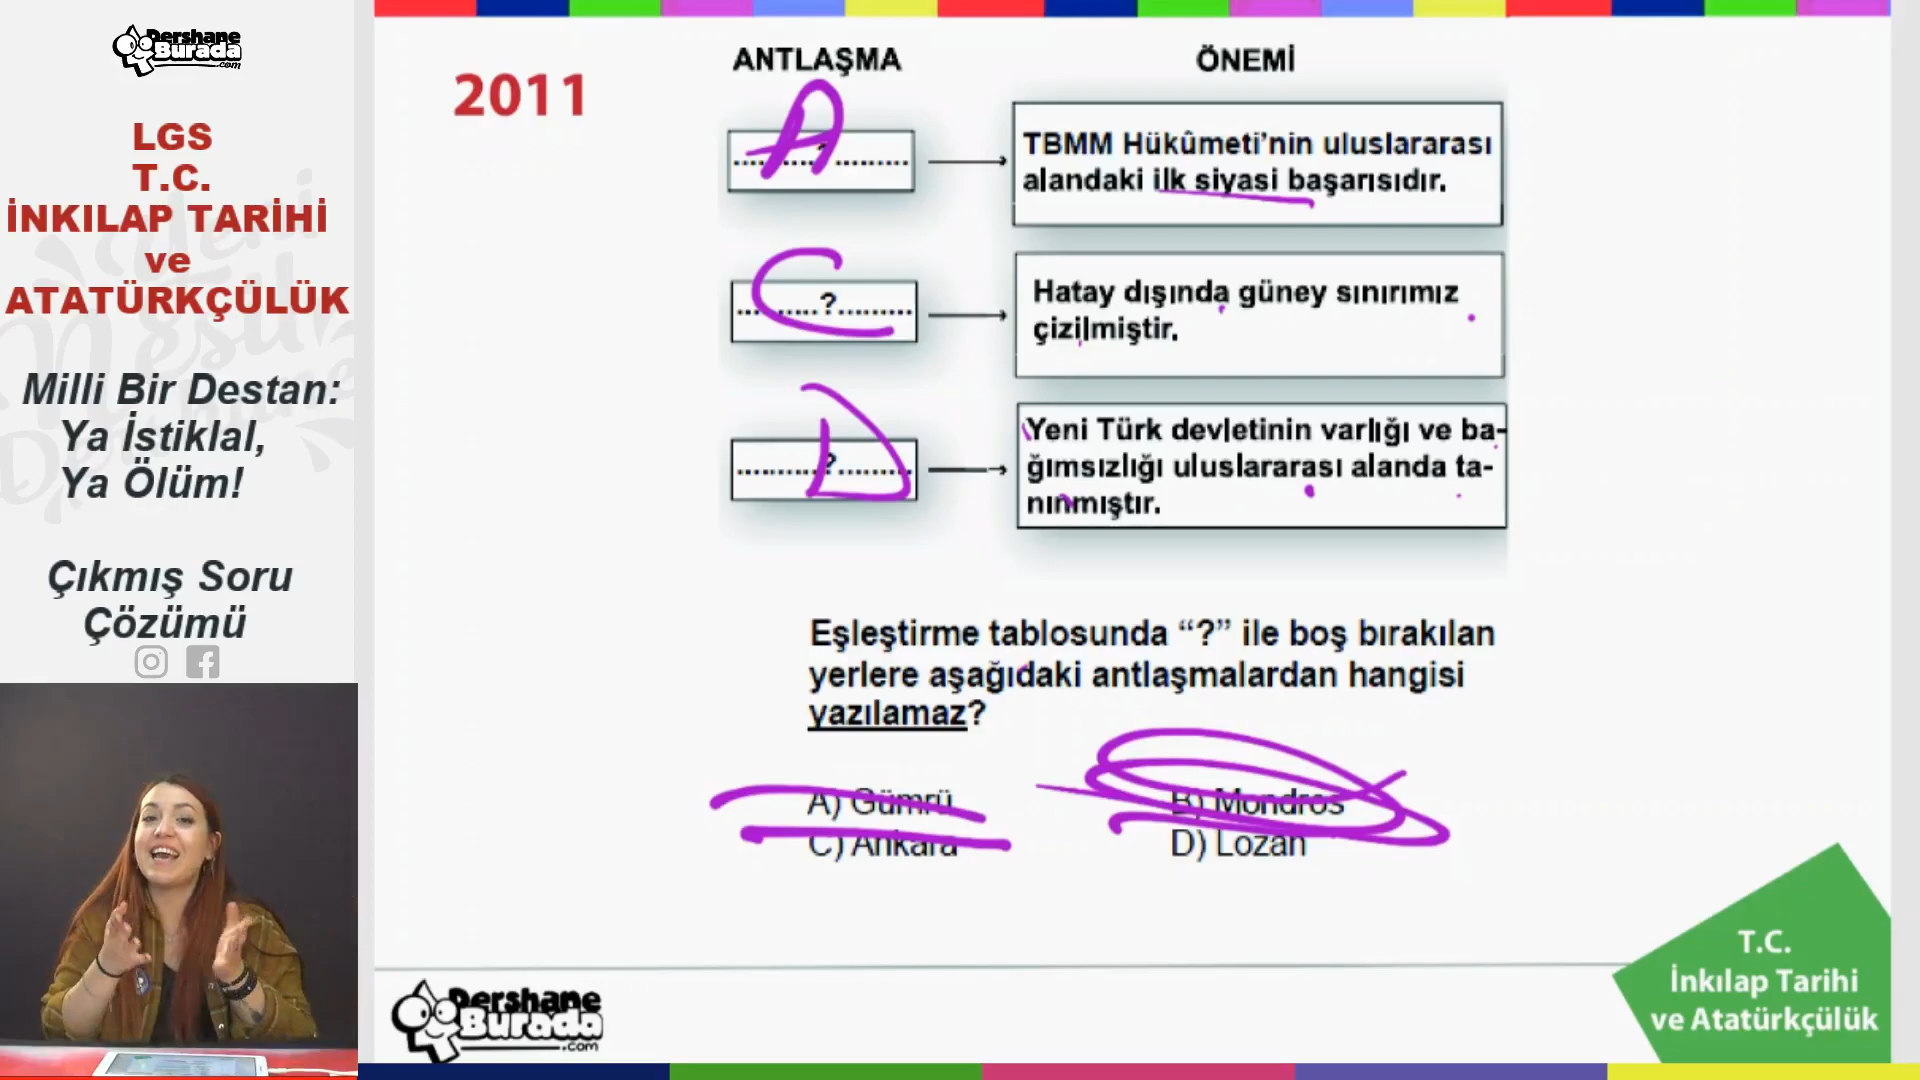 Dershane
Burada
.com
LGS
T.C.
İNKILAP TARİHİ
ve
ATATÜRKÇÜLÜK
Milli Bir Destan:
Ya İstiklal,
Ya Ölüm!
Çıkmış Soru
Çözümü
2011
ANTLAŞMA
ÖNEMİ
A
TBMM Hükûmeti’nin uluslararası
alandaki ilk siyasi başarısıdır.
C
.........?.........
Hatay dışında güney sınırımız
çizilmiştir.
D
.........?.........
Yeni Türk devletinin varlığı ve ba-
ğımsızlığı uluslararası alanda ta-
nınmıştır.
Eşleştirme tablosunda “?” ile boş bırakılan
yerlere aşağıdaki antlaşmalardan hangisi
yazılamaz?
A) Gümrü
B) Mondros
C) Ankara
D) Lozan
Dershane
Burada
.com
T.C.
İnkılap Tarihi
ve Atatürkçülük